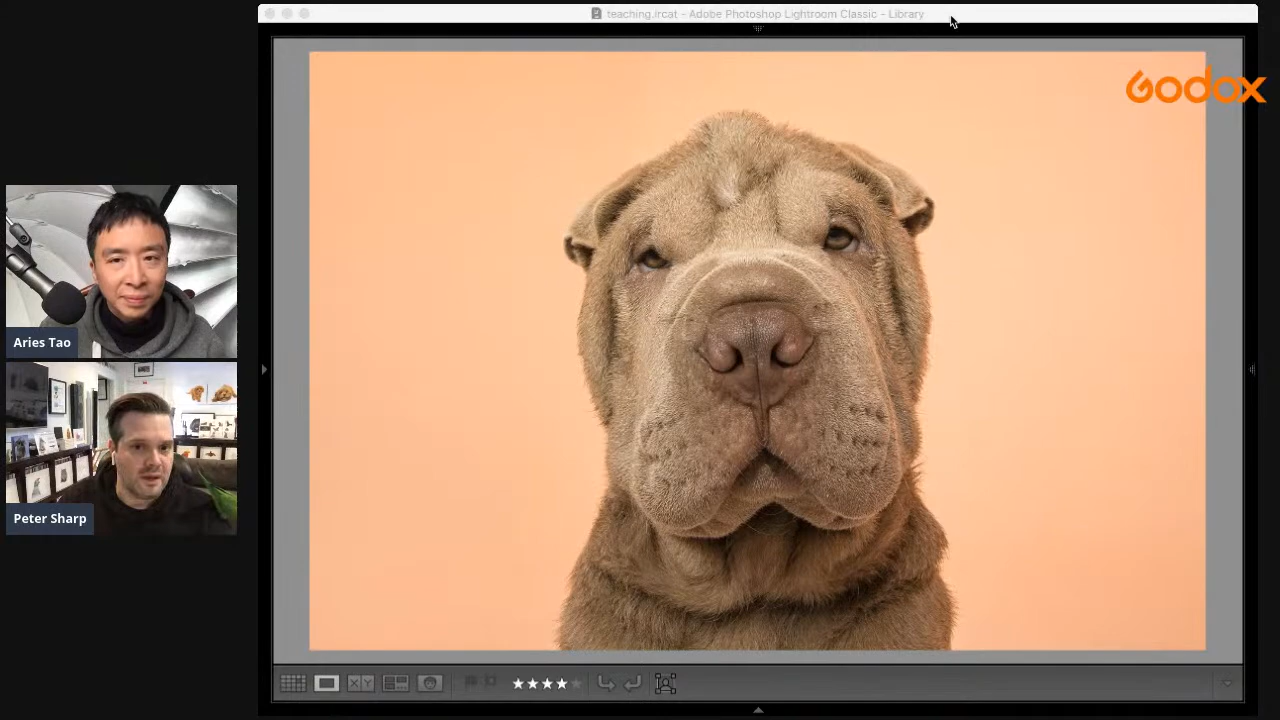 teaching.lrcat - Adobe Photoshop Lightroom Classic - Library
Godox
Aries Tao
Peter Sharp
X Y